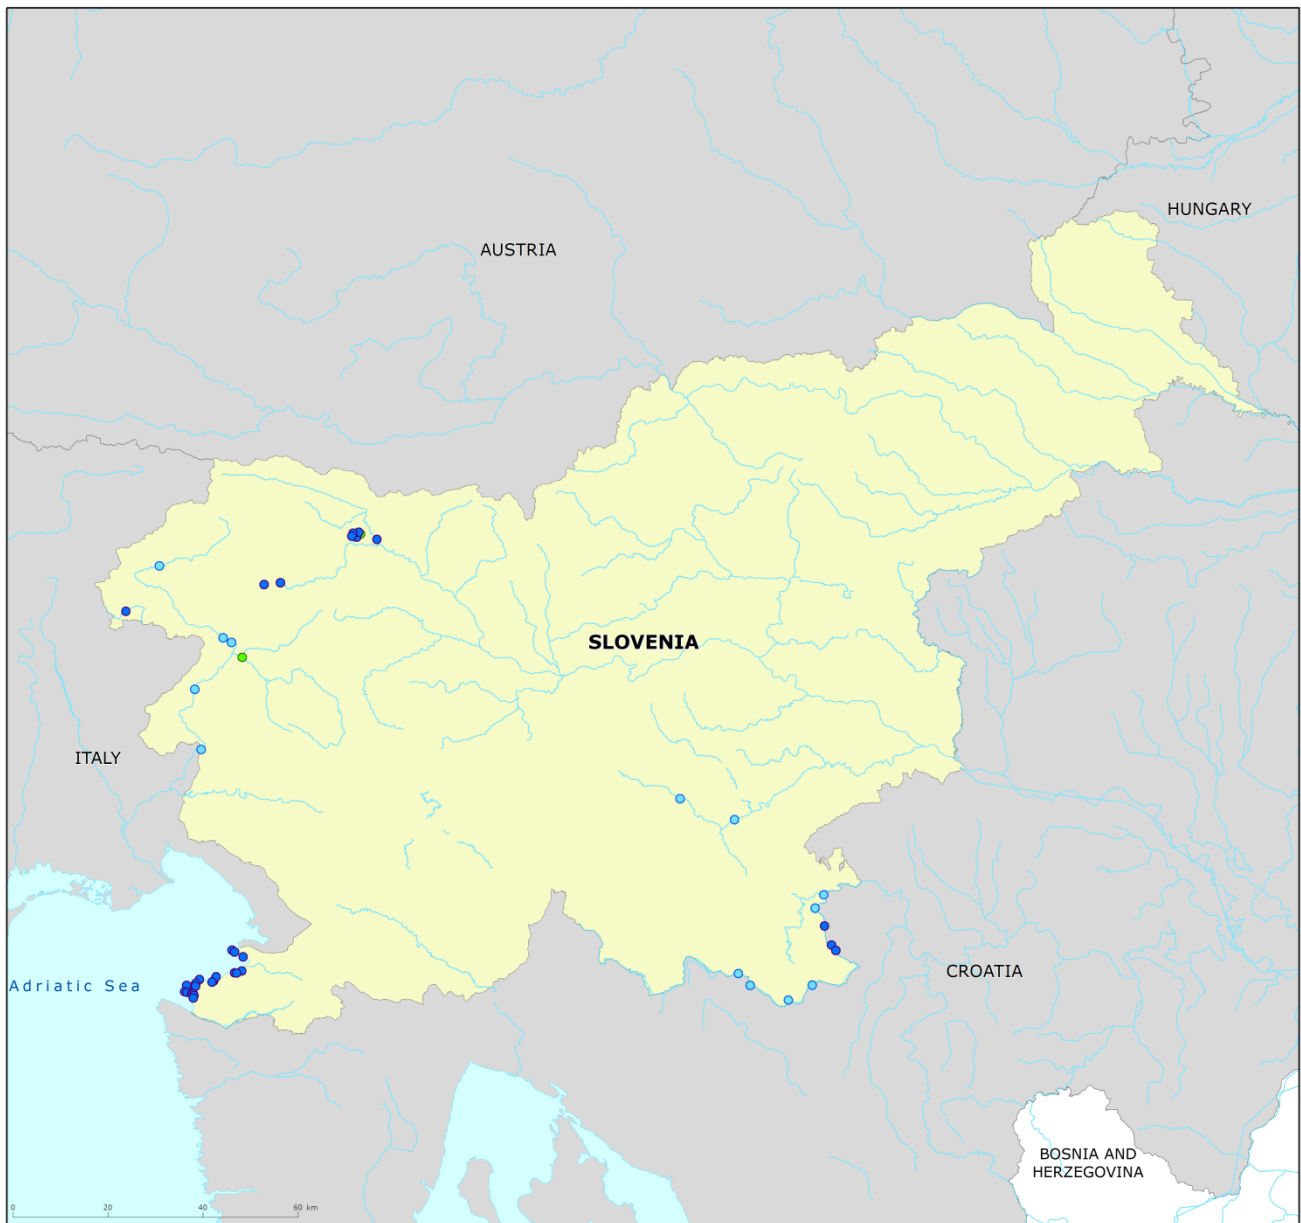 HUNGARY
AUSTRIA
SLOVENIA
ITALY
CROATIA
Adriatic Sea
BOSNIA AND
HERZEGOVINA
0 20 40 60 km